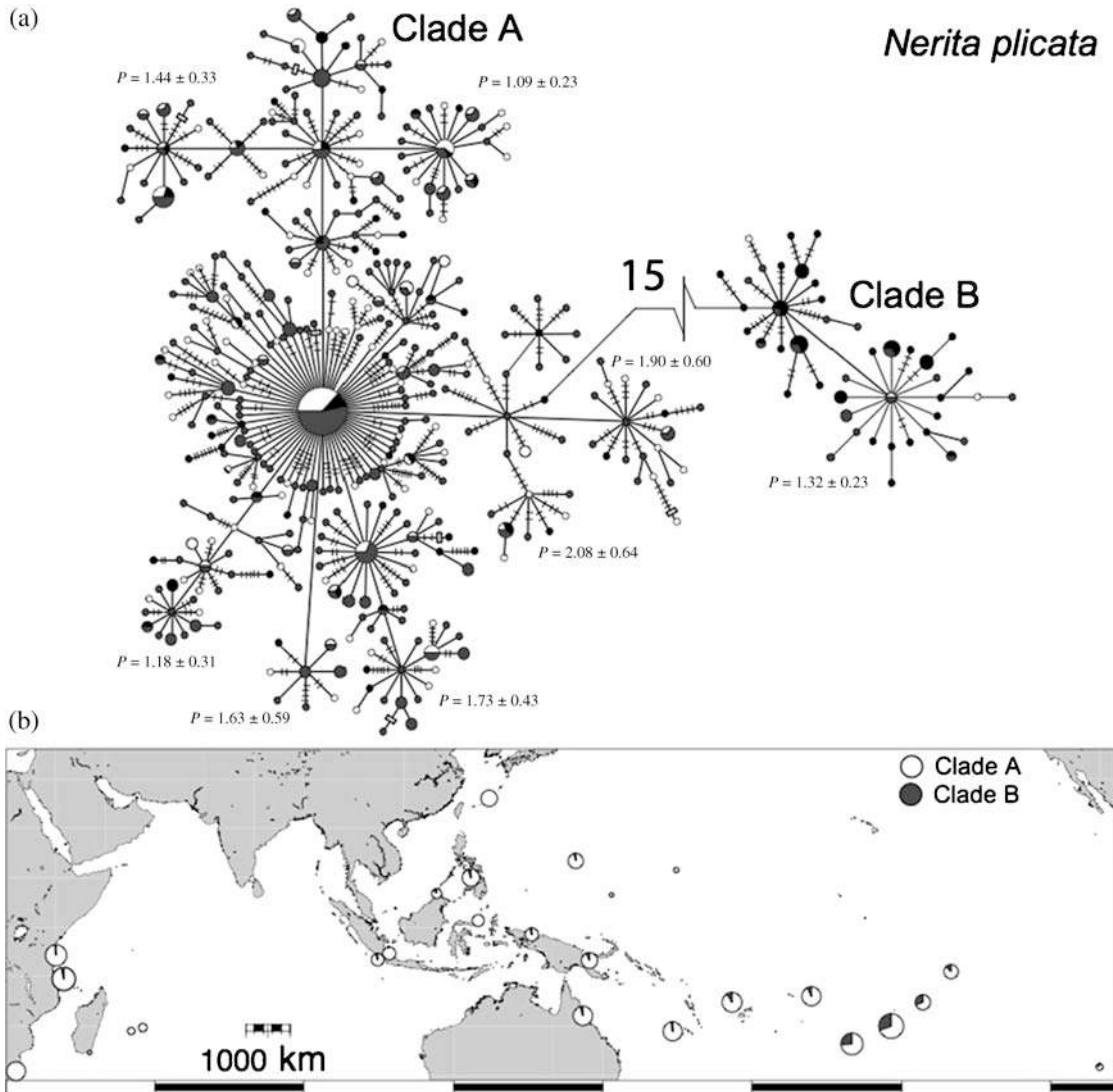 (a)
Clade A
Nerita plicata
P = 1.44 ± 0.33
P = 1.09 ± 0.23
15
Clade B
P = 1.90 ± 0.60
P = 1.32 ± 0.23
P = 2.08 ± 0.64
P = 1.18 ± 0.31
P = 1.73 ± 0.43
P = 1.63 ± 0.59
(b)
Clade A
Clade B
1000 km